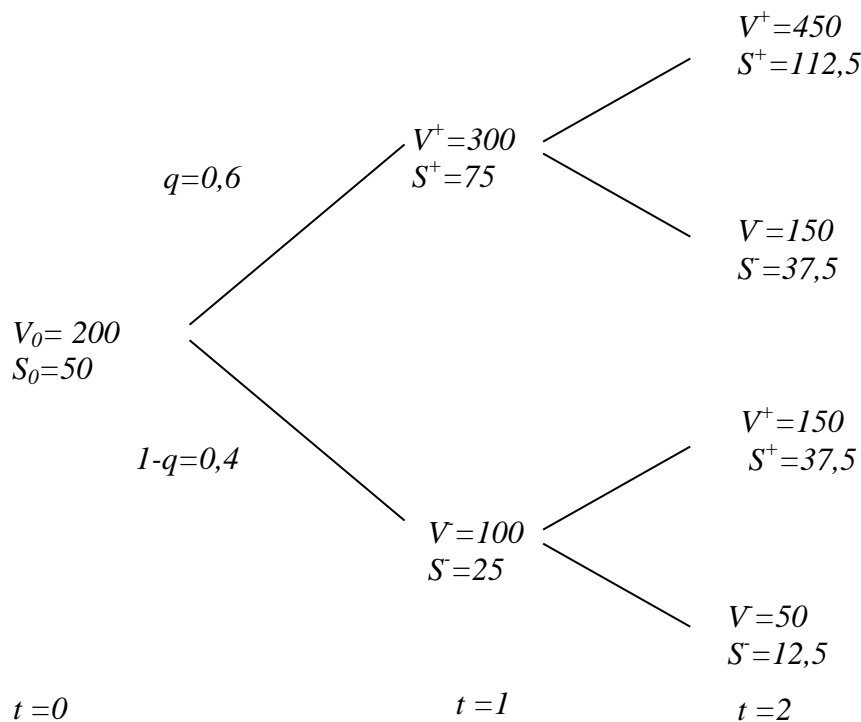 V⁺=450
S⁺=112,5
V⁺=300
S⁺=75
q=0,6
V⁻=150
S⁻=37,5
V₀= 200
S₀=50
V⁺=150
S⁺=37,5
1-q=0,4
V⁻=100
S⁻=25
V⁻=50
S⁻=12,5
t =0
t =1
t =2